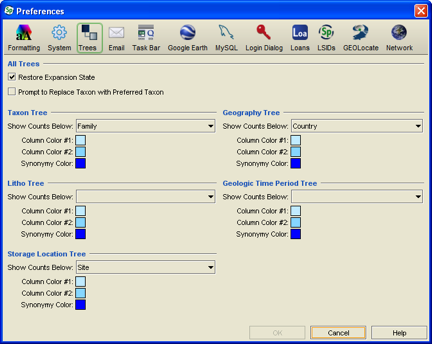 Preferences
Formatting System Trees Email Task Bar Google Earth MySQL Login Dialog Loans LSIDs GEOLocate Network
All Trees
Restore Expansion State
Prompt to Replace Taxon with Preferred Taxon
Taxon Tree
Show Counts Below: Family
Column Color #1:
Column Color #2:
Synonymy Color:
Geography Tree
Show Counts Below: Country
Column Color #1:
Column Color #2:
Synonymy Color:
Litho Tree
Show Counts Below:
Column Color #1:
Column Color #2:
Synonymy Color:
Geologic Time Period Tree
Show Counts Below:
Column Color #1:
Column Color #2:
Synonymy Color:
Storage Location Tree
Show Counts Below: Site
Column Color #1:
Column Color #2:
Synonymy Color:
OK Cancel Help